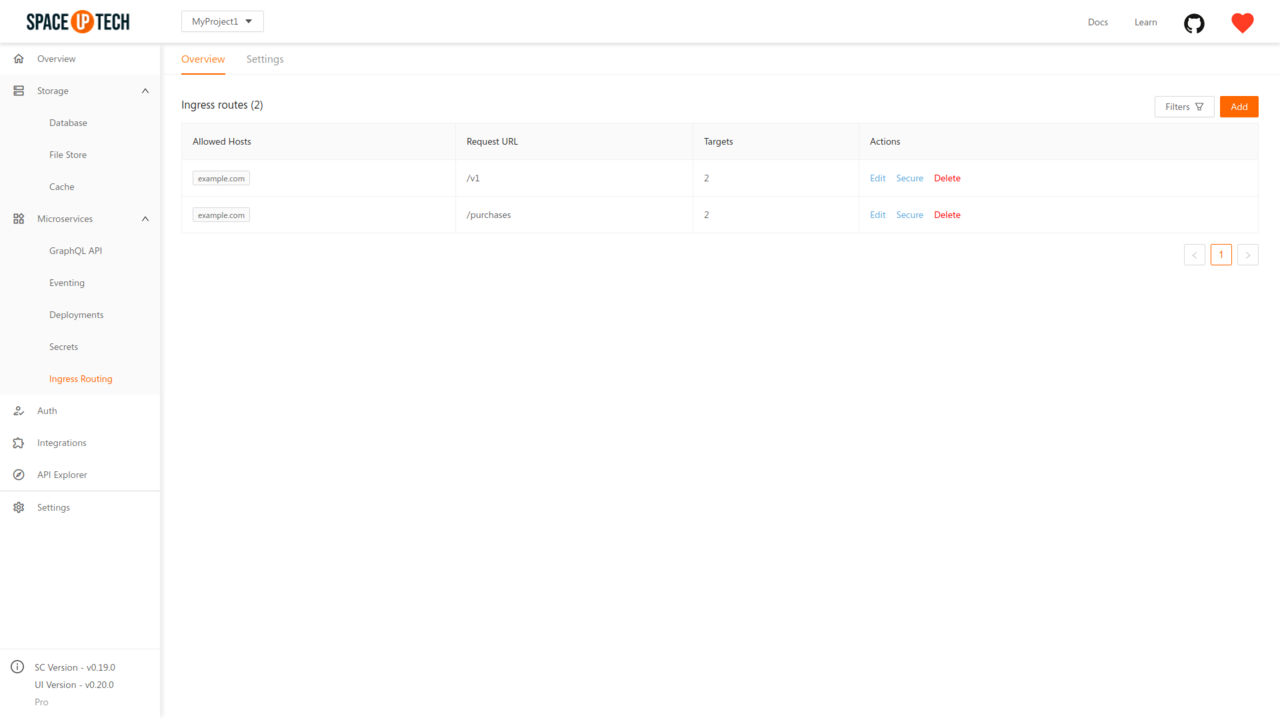 SPACE UP TECH
MyProject1
Docs
Learn
Overview
Storage
Database
File Store
Cache
Microservices
GraphQL API
Eventing
Deployments
Secrets
Ingress Routing
Auth
Integrations
API Explorer
Settings
SC Version - v0.19.0
UI Version - v0.20.0
Pro
Overview Settings
Ingress routes (2)
Filters
Add
Allowed Hosts Request URL Targets Actions
example.com /v1 2 Edit Secure Delete
example.com /purchases 2 Edit Secure Delete
< 1 >